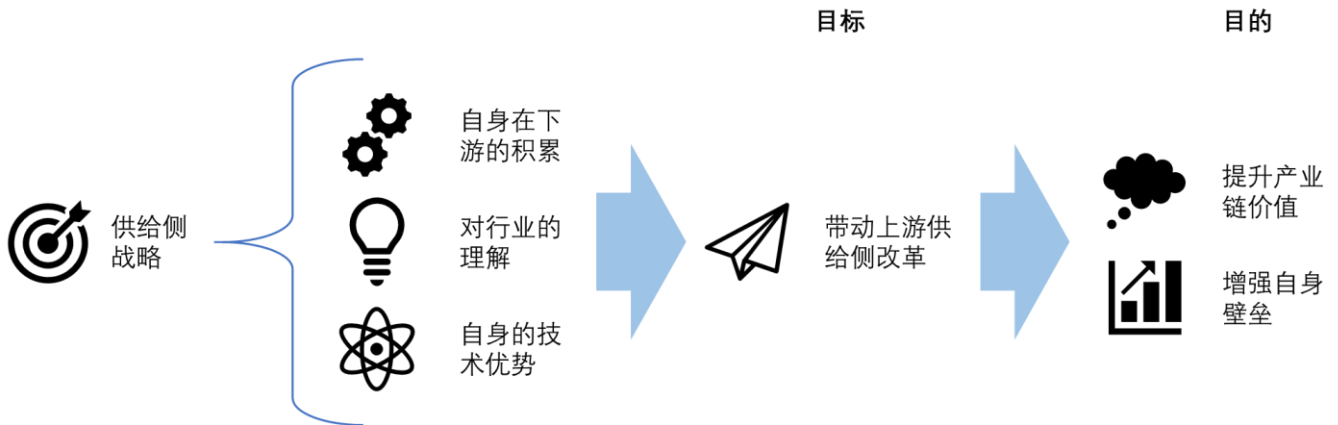 目标
目的
自身在下
游的积累
供给侧
战略
对行业的
理解
自身的技
术优势
带动上游供
给侧改革
提升产业
链价值
增强自身
壁垒